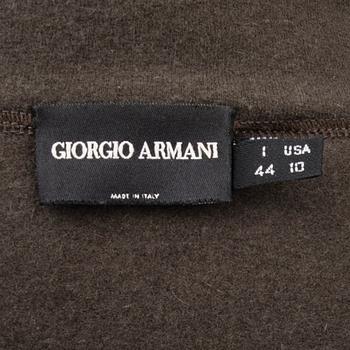 GIORGIO ARMANI
MADE IN ITALY
I USA
44 10